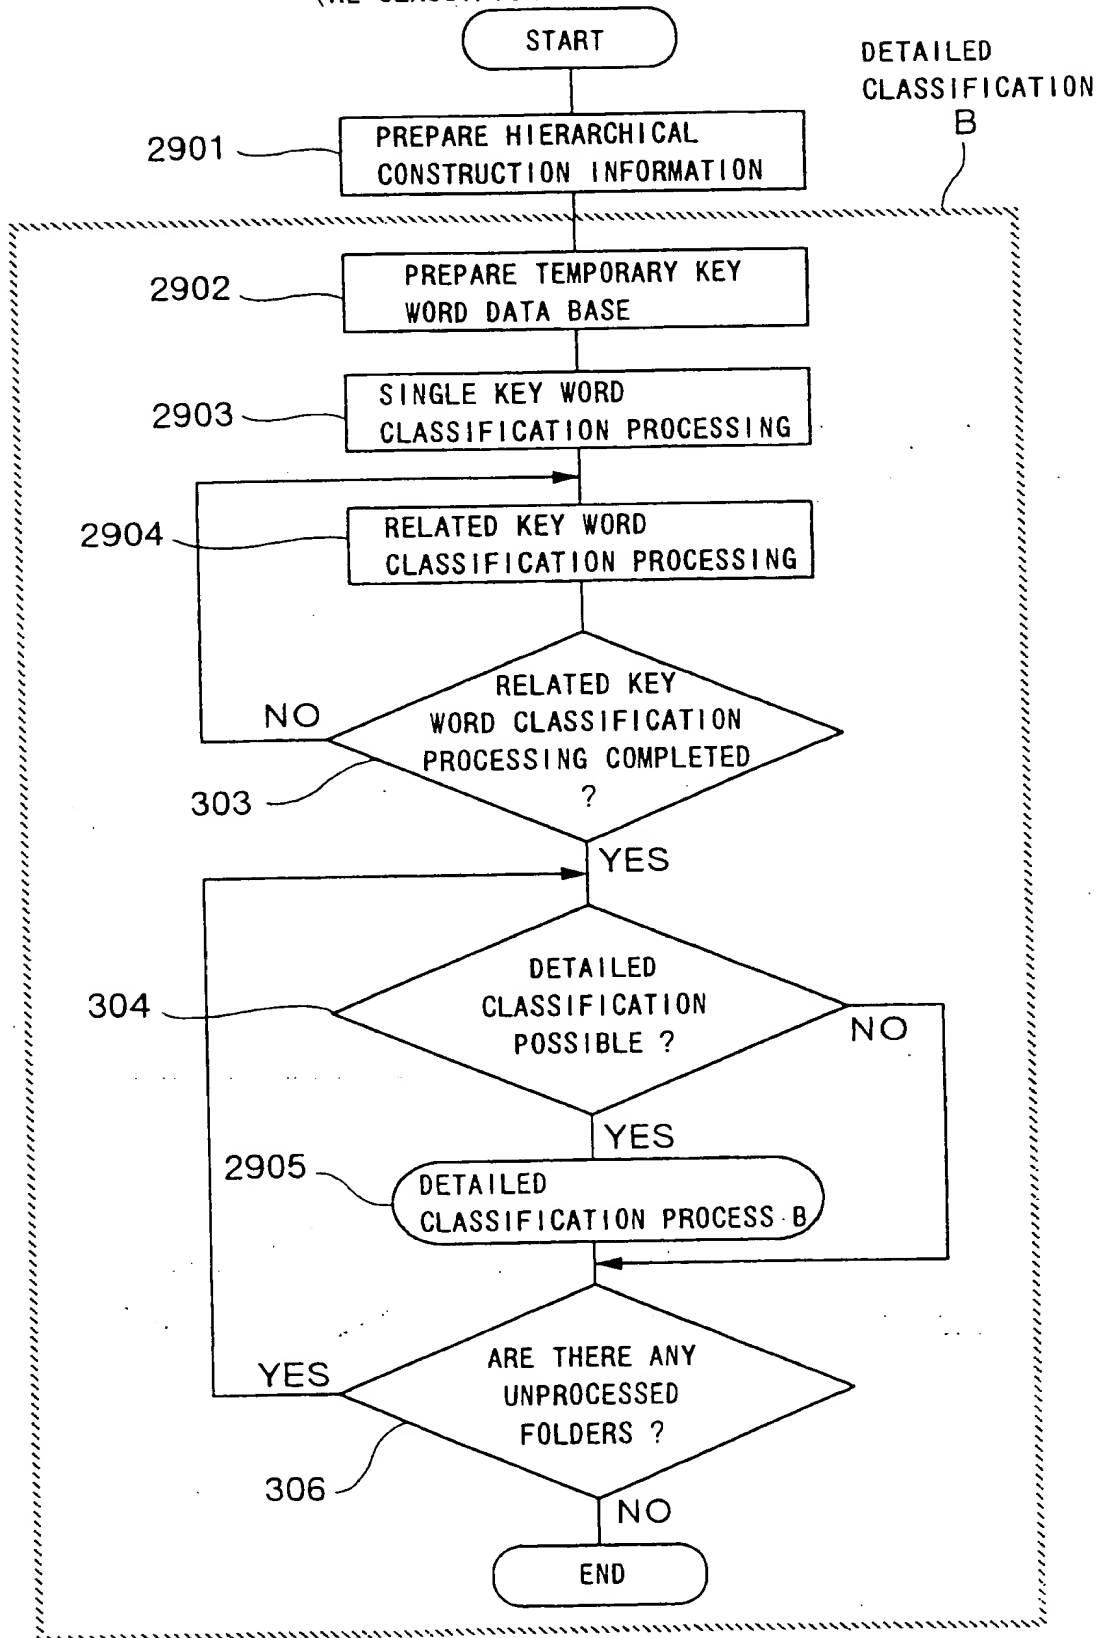 START
DETAILED
CLASSIFICATION
B
2901
PREPARE HIERARCHICAL
CONSTRUCTION INFORMATION
2902
PREPARE TEMPORARY KEY
WORD DATA BASE
2903
SINGLE KEY WORD
CLASSIFICATION PROCESSING
2904
RELATED KEY WORD
CLASSIFICATION PROCESSING
RELATED KEY
WORD CLASSIFICATION
PROCESSING COMPLETED
?
NO
303
YES
304
DETAILED
CLASSIFICATION
POSSIBLE ?
NO
YES
2905
DETAILED
CLASSIFICATION PROCESS B
ARE THERE ANY
UNPROCESSED
FOLDERS ?
YES
306
NO
END